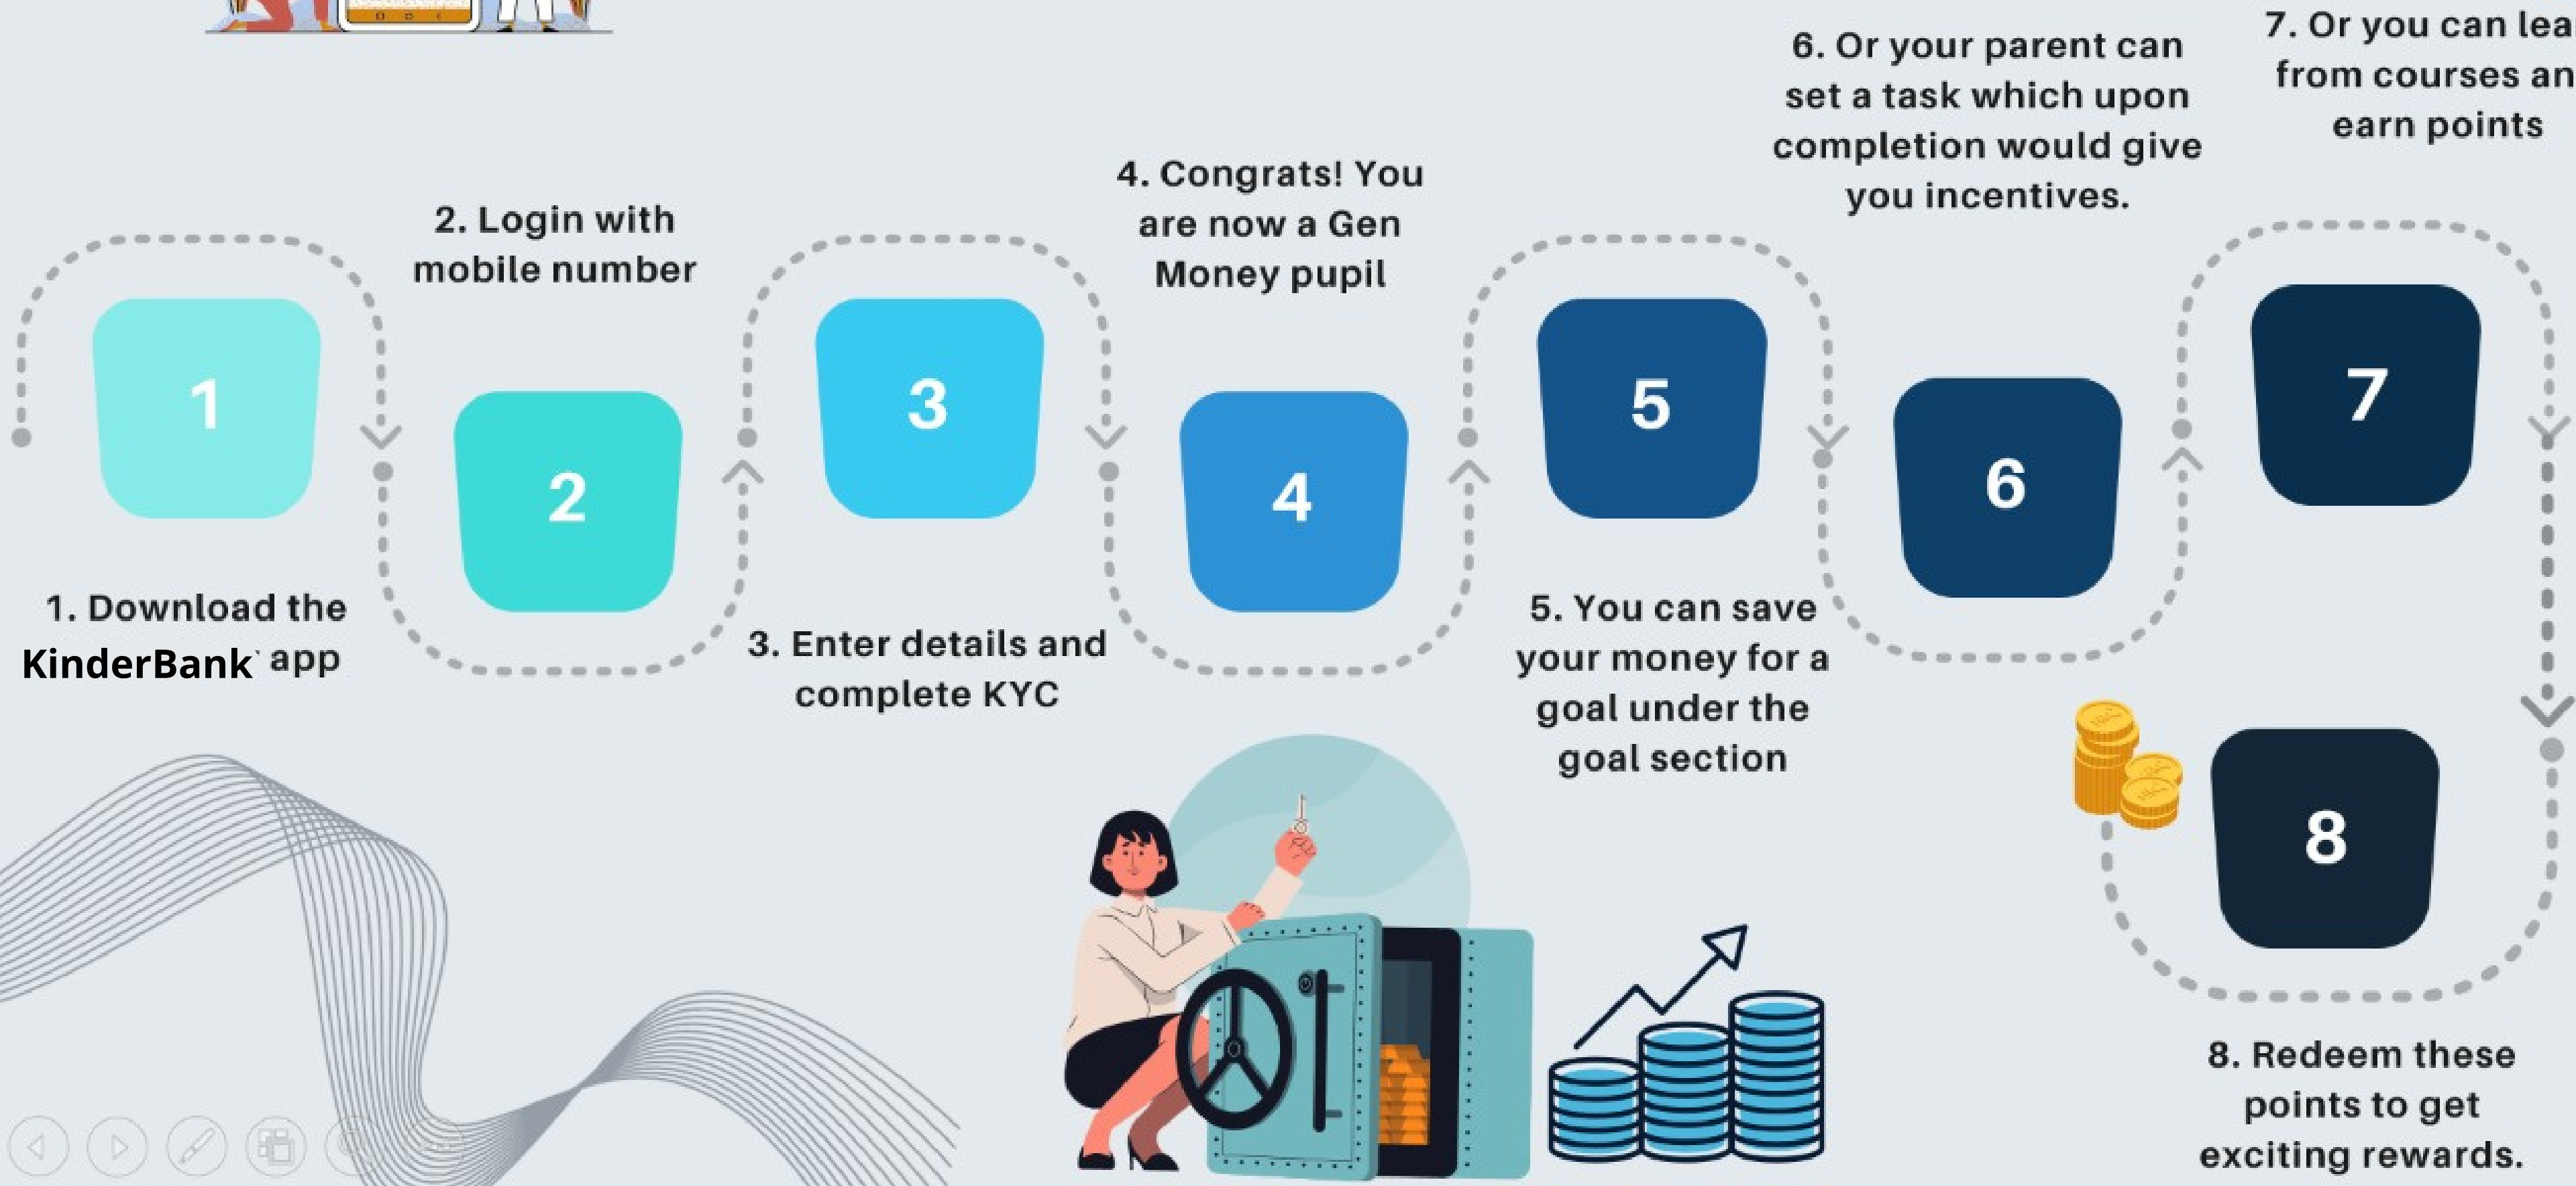 1
2
3
4
5
6
7
8
1. Download the
KinderBank app
2. Login with
mobile number
3. Enter details and
complete KYC
4. Congrats! You
are now a Gen
Money pupil
5. You can save
your money for a
goal under the
goal section
6. Or your parent can
set a task which upon
completion would give
you incentives.
7. Or you can lea
from courses an
earn points
8. Redeem these
points to get
exciting rewards.